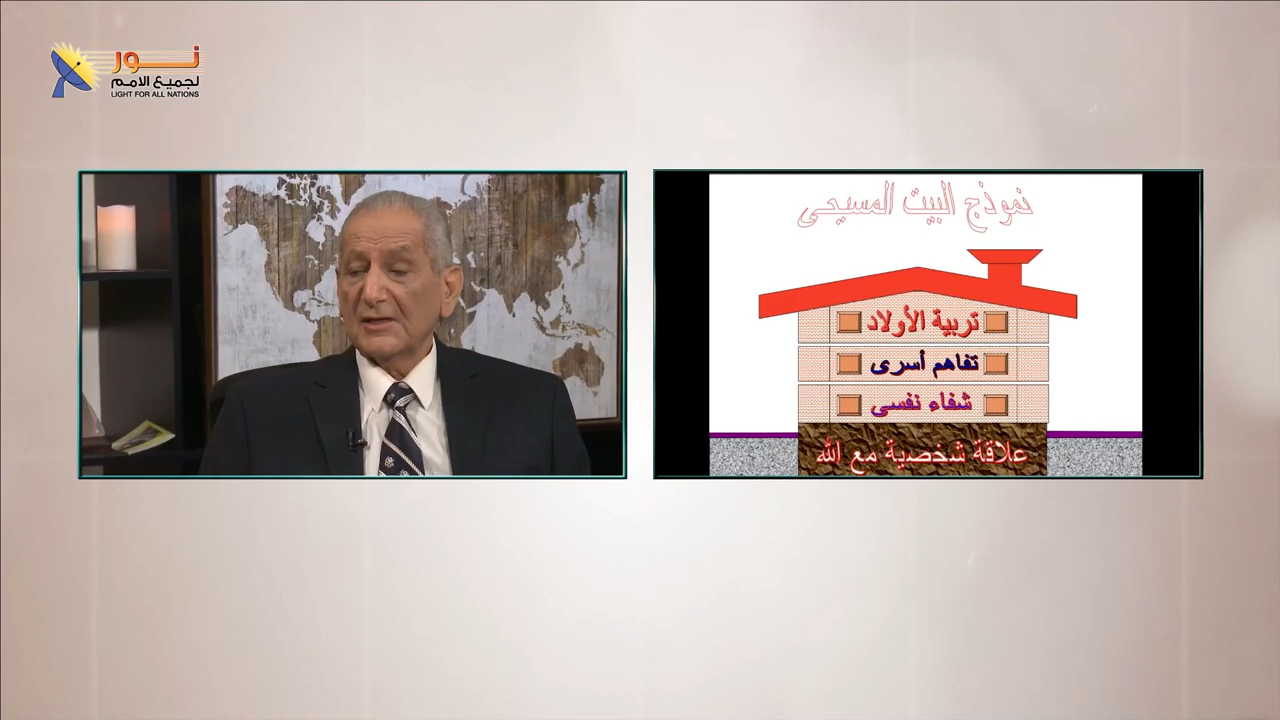 نور
لجميع الامم
LIGHT FOR ALL NATIONS
نموذج البيت المسيحى
تربية الأولاد
تفاهم أسرى
شفاء نفسى
علاقة شخصية مع الله